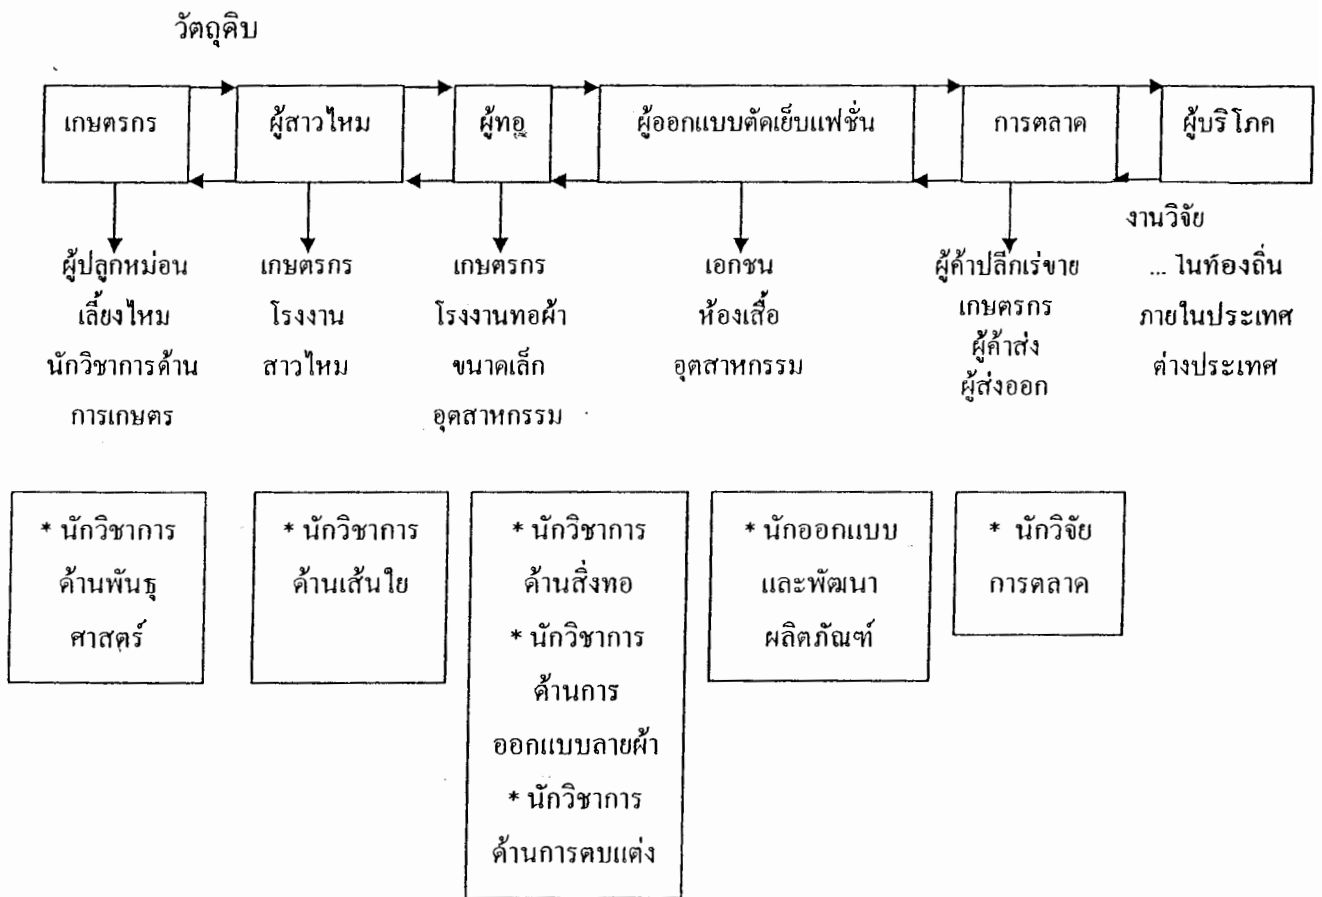 วัตถุดิบ
เกษตรกร
ผู้สาวไหม
ผู้ทอ
ผู้ออกแบบตัดเย็บแฟชั่น
การตลาด
ผู้บริโภค
งานวิจัย
ผู้ปลูกหม่อน
เลี้ยงไหม
นักวิชาการด้าน
การเกษตร
เกษตรกร
โรงงาน
สาวไหม
เกษตรกร
โรงงานทอผ้า
ขนาดเล็ก
อุตสาหกรรม
เอกชน
ห้องเสื้อ
อุตสาหกรรม
ผู้ค้าปลีกเร่ขาย
เกษตรกร
ผู้ค้าส่ง
ผู้ส่งออก
... ในท้องถิ่น
ภายในประเทศ
ต่างประเทศ
* นักวิชาการ
ด้านพันธุ
ศาสตร์
* นักวิชาการ
ด้านเส้นใย
* นักวิชาการ
ด้านสิ่งทอ
* นักวิชาการ
ด้านการ
ออกแบบลายผ้า
* นักวิชาการ
ด้านการตบแต่ง
* นักออกแบบ
และพัฒนา
ผลิตภัณฑ์
* นักวิจัย
การตลาด